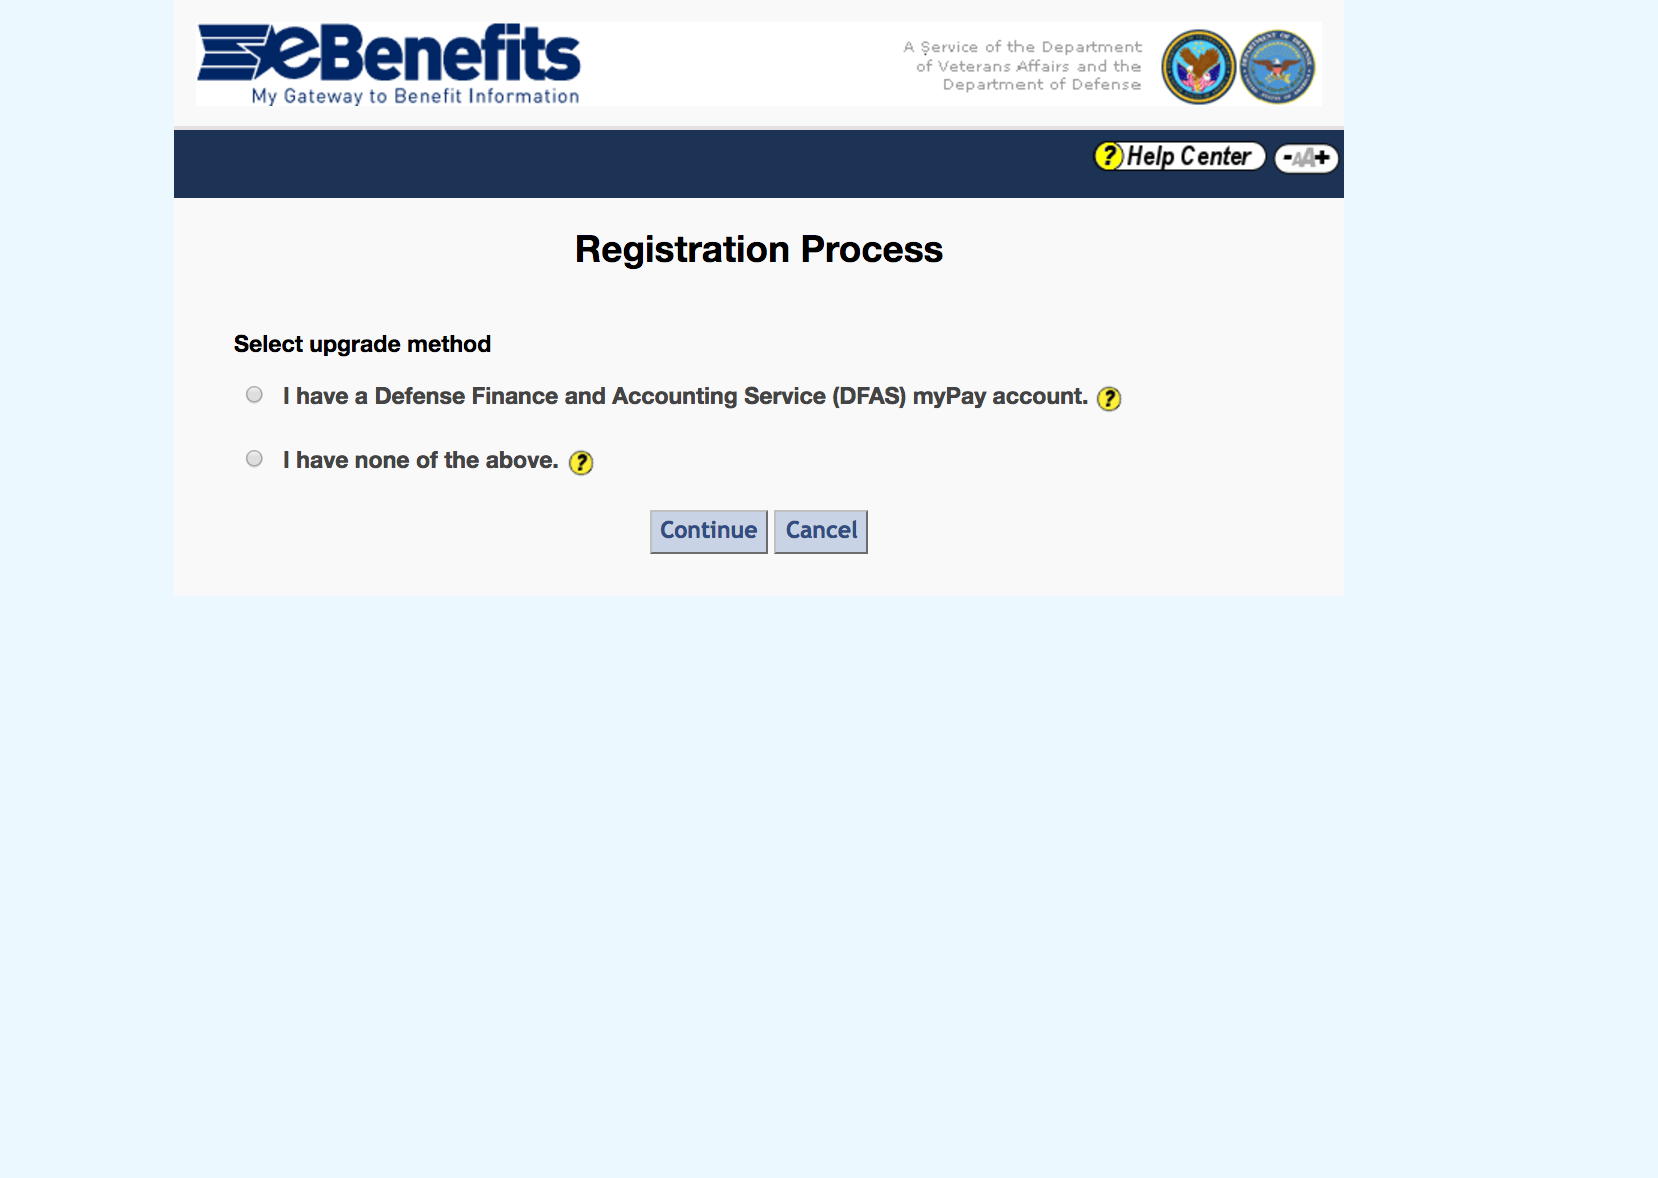 eBenefits
My Gateway to Benefit Information
A Service of the Department
of Veterans Affairs and the
Department of Defense
? Help Center
-AA+
Registration Process
Select upgrade method
I have a Defense Finance and Accounting Service (DFAS) myPay account. ?
I have none of the above. ?
Continue Cancel